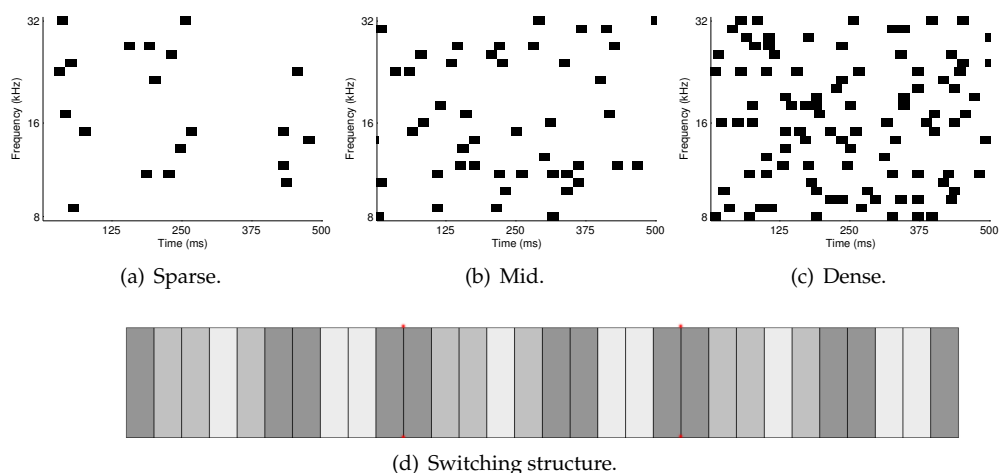 32
16
8
Frequency (kHz)
125 250 375 500
Time (ms)
(a) Sparse.
32
16
8
Frequency (kHz)
125 250 375 500
Time (ms)
(b) Mid.
32
16
8
Frequency (kHz)
125 250 375 500
Time (ms)
(c) Dense.
(d) Switching structure.